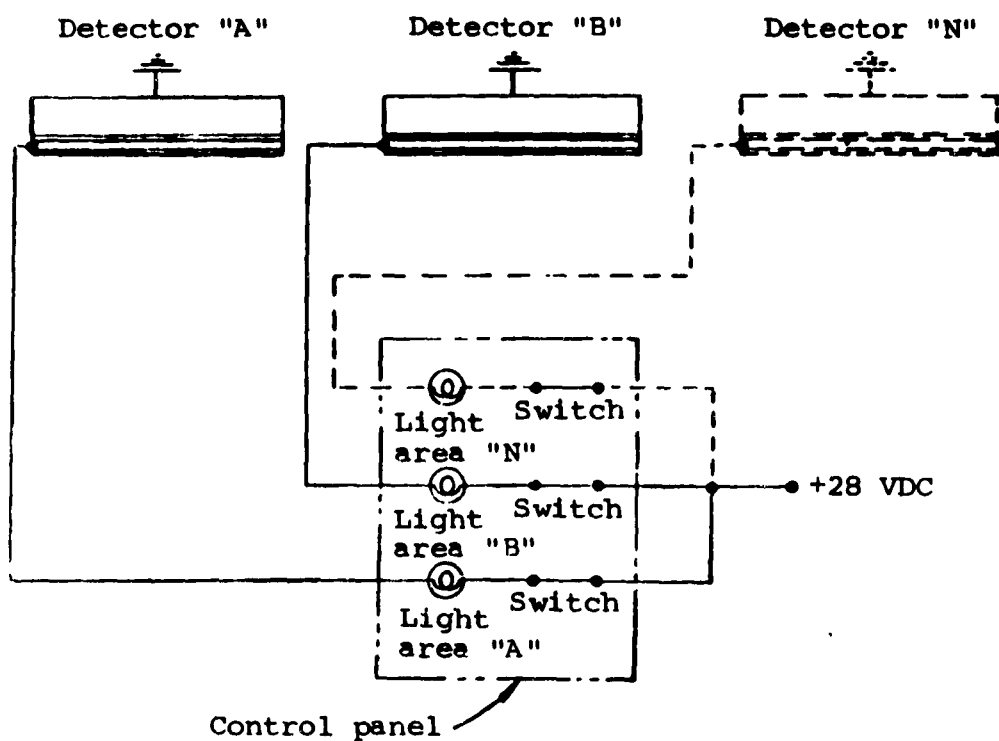 Detector "A" Detector "B" Detector "N"
Switch
Light
area "N"
+28 VDC
Switch
Light
area "B"
Switch
Light
area "A"
Control panel